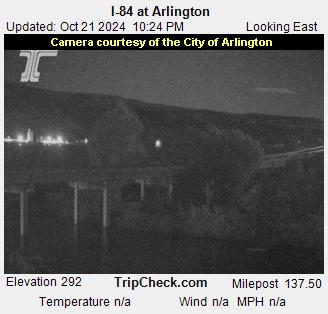 I-84 at Arlington
Updated: Oct 21 2024 10:24 PM Looking East
Camera courtesy of the City of Arlington
Elevation 292 TripCheck.com Milepost 137.50
Temperature n/a Wind n/a MPH n/a